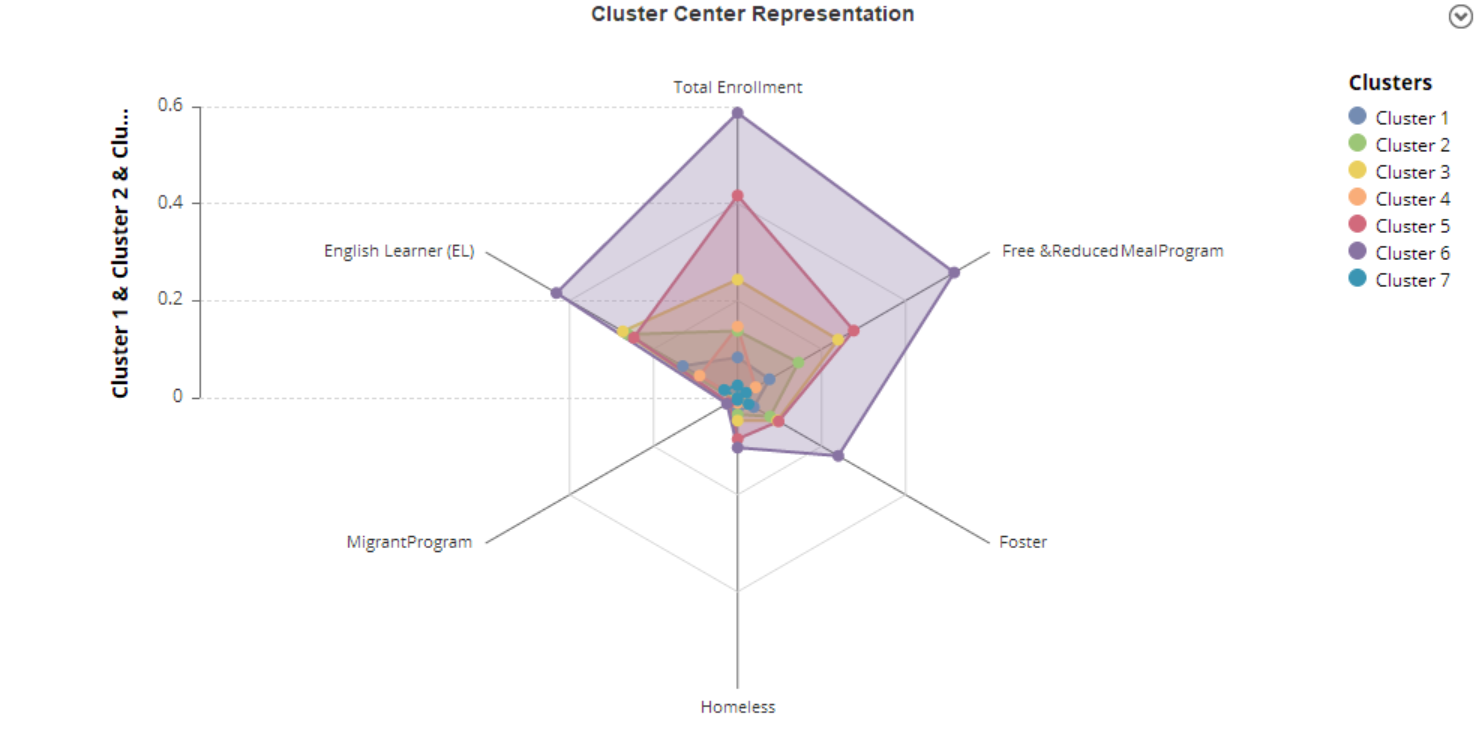 Cluster Center Representation
Total Enrollment
Free &Reduced MealProgram
Foster
Homeless
MigrantProgram
English Learner (EL)
Cluster 1 & Cluster 2 & Clu...
0.6
0.4
0.2
0
Clusters
Cluster 1
Cluster 2
Cluster 3
Cluster 4
Cluster 5
Cluster 6
Cluster 7